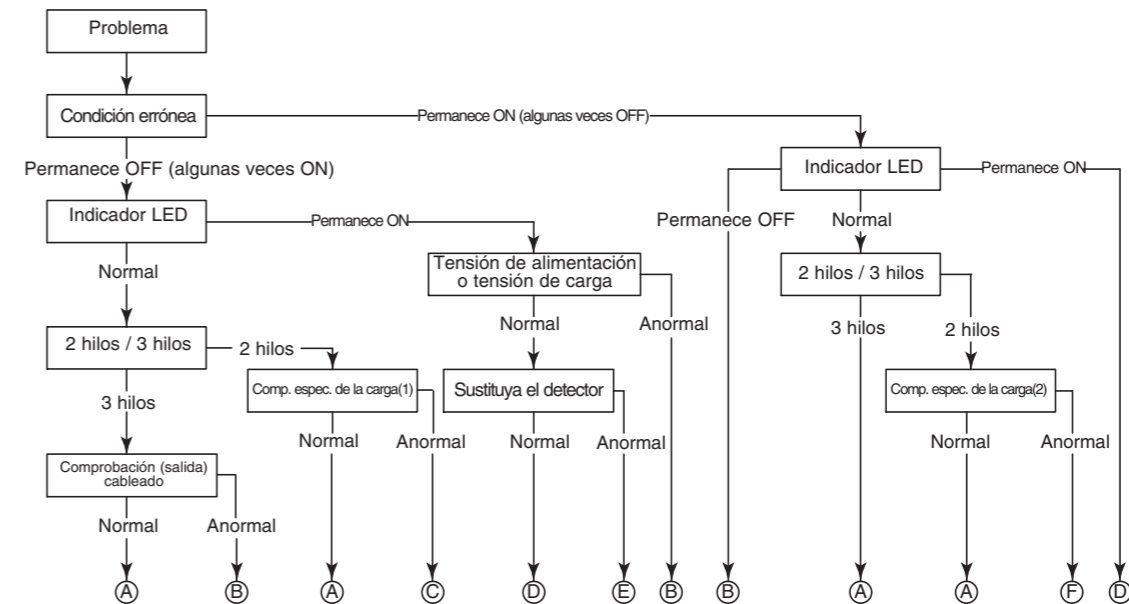 Problema
Condición errónea
Permanece ON (algunas veces OFF)
Permanece OFF (algunas veces ON)
Indicador LED
Permanece ON
Permanece OFF
Normal
Indicador LED
Permanece ON
Normal
Tensión de alimentación
o tensión de carga
2 hilos / 3 hilos
Normal
Anormal
3 hilos
2 hilos
2 hilos / 3 hilos
2 hilos
Comp. espec. de la carga(1)
Sustituya el detector
Comp. espec. de la carga(2)
3 hilos
Normal
Anormal
Normal
Anormal
Normal
Anormal
Comprobación (salida)
cableado
Normal
Anormal
A
B
A
C
D
E
B
B
A
A
F
D